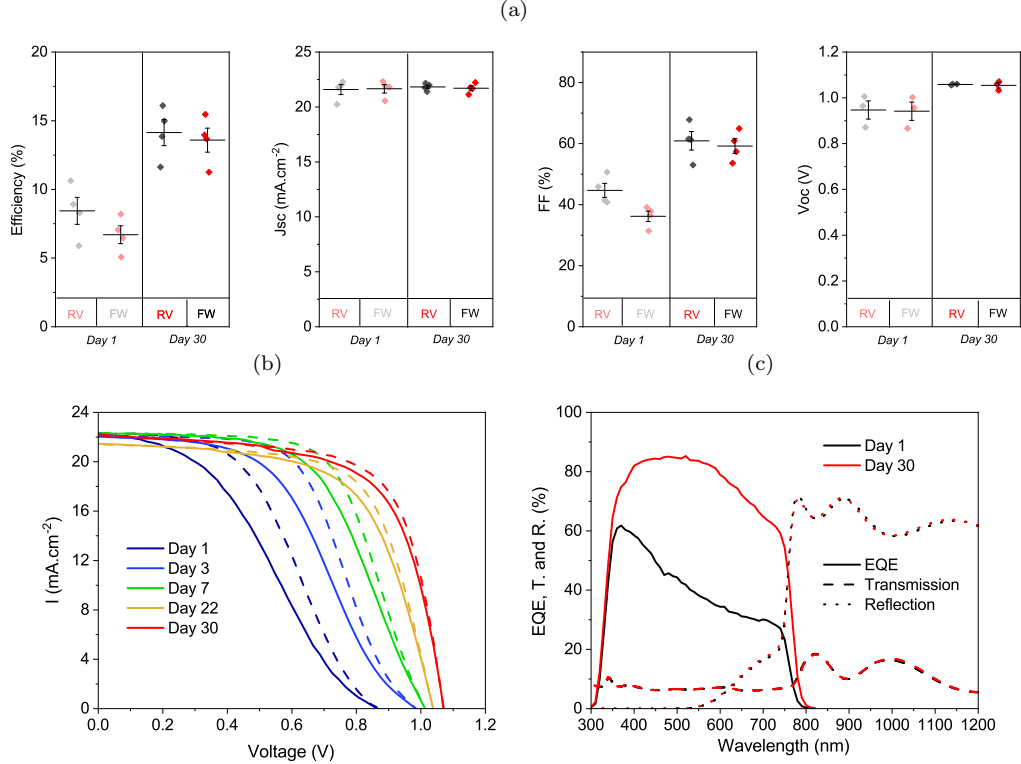 (a)
20
15
10
5
0
Efficiency (%)
RV FW RV FW
Day 1 Day 30
25
22
20
18
15
12
10
8
5
2
0
Jsc (mA.cm-2)
RV FW RV FW
Day 1 Day 30
80
60
40
20
0
FF (%)
RV FW RV FW
Day 1 Day 30
1.2
1.0
0.8
0.6
0.4
0.2
0.0
Voc (V)
RV FW RV FW
Day 1 Day 30
(b)
24
20
16
12
8
4
0
I (mA.cm-2)
Day 1
Day 3
Day 7
Day 22
Day 30
0.0 0.2 0.4 0.6 0.8 1.0 1.2
Voltage (V)
(c)
100
80
60
40
20
0
EQE, T. and R. (%)
Day 1
Day 30
EQE
Transmission
Reflection
300 400 500 600 700 800 900 1000 1100 1200
Wavelength (nm)